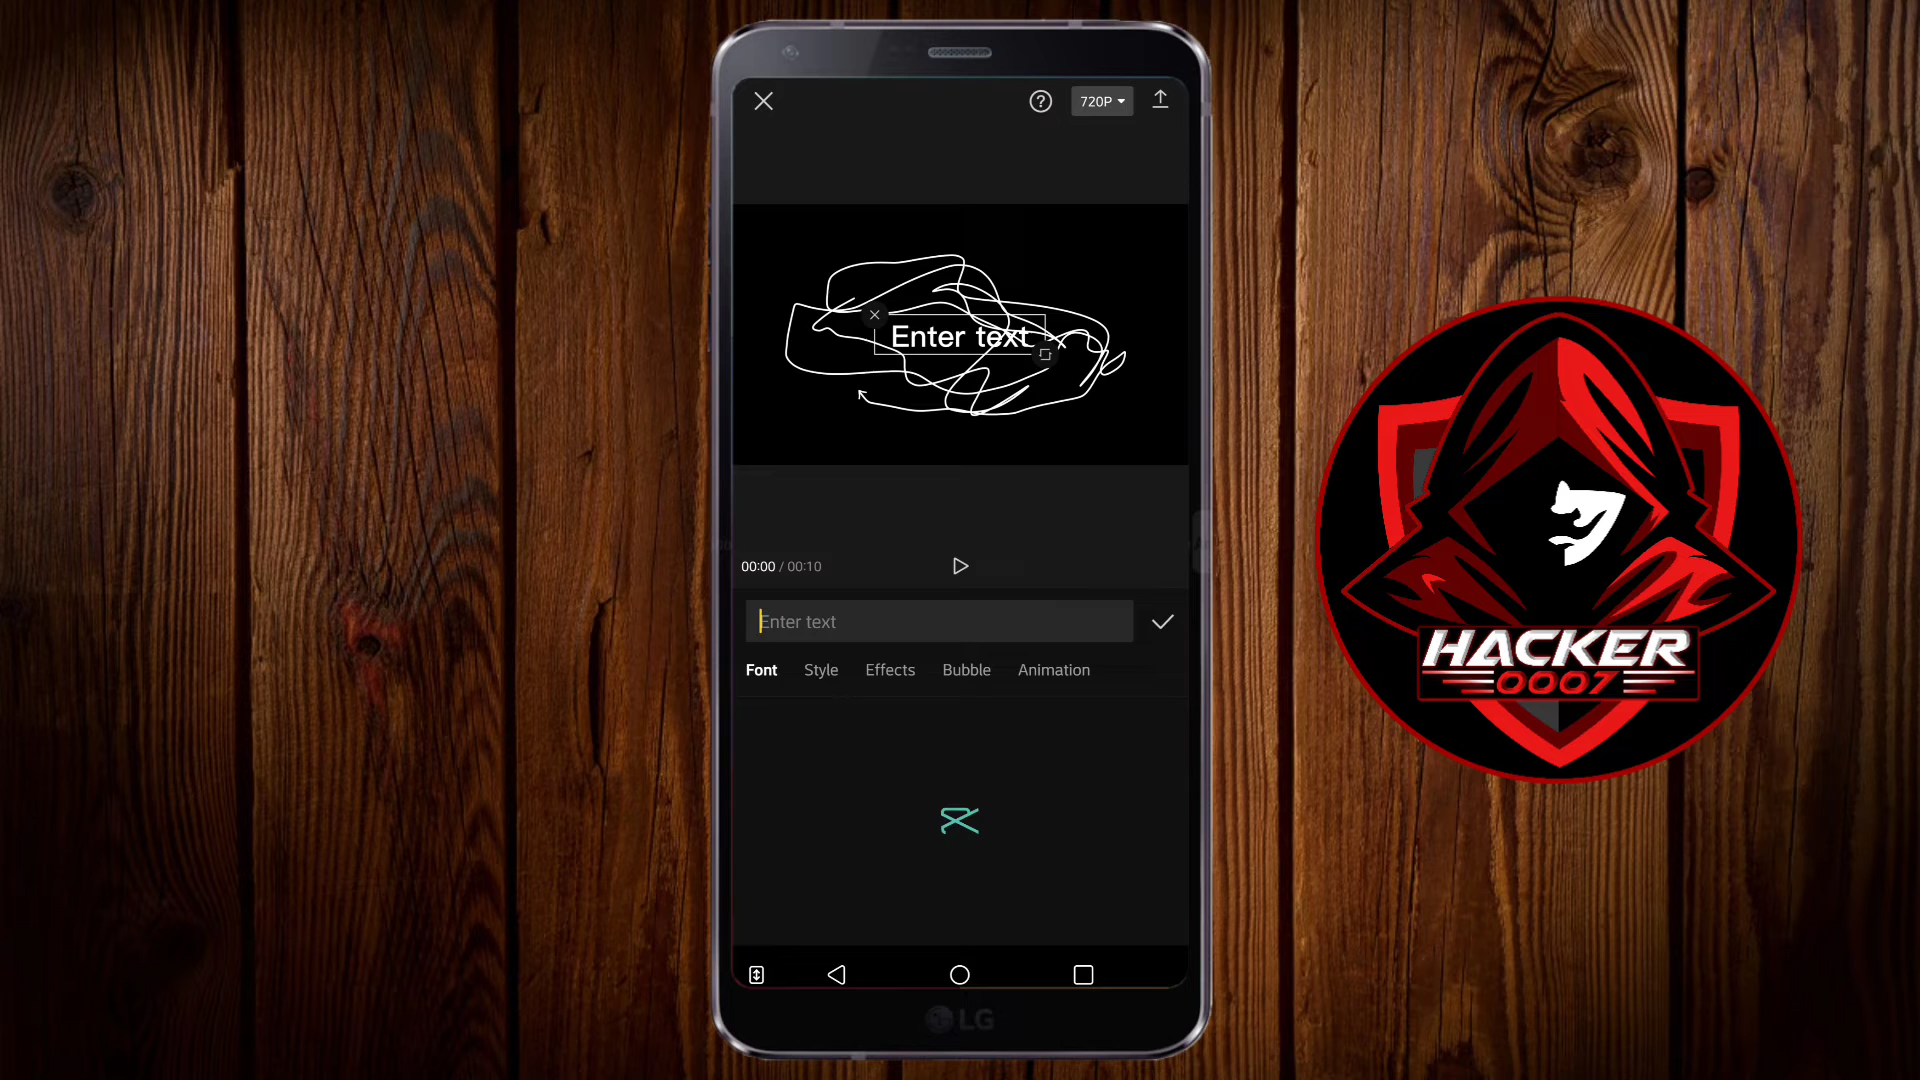 720P
Enter text
00:00 / 00:10
Enter text
Font Style Effects Bubble Animation
LG
HACKER
0007